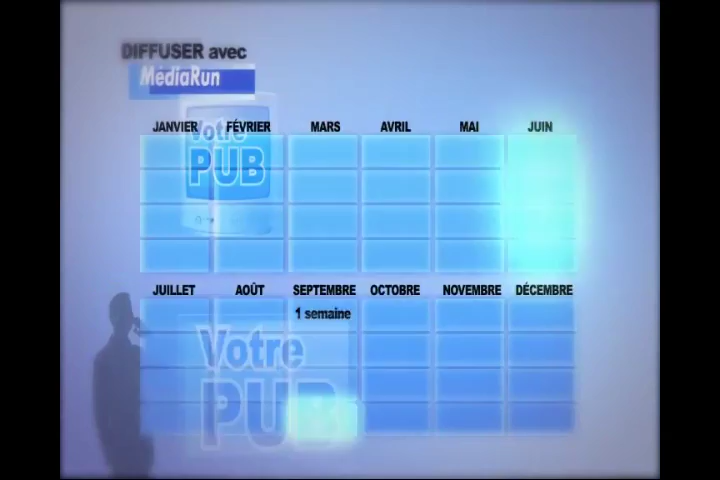 DIFFUSER avec
MédiaRun
Votre
PUB
JANVIER FÉVRIER MARS AVRIL MAI JUIN
JUILLET AOÛT SEPTEMBRE OCTOBRE NOVEMBRE DÉCEMBRE
1 semaine
Votre
PUB